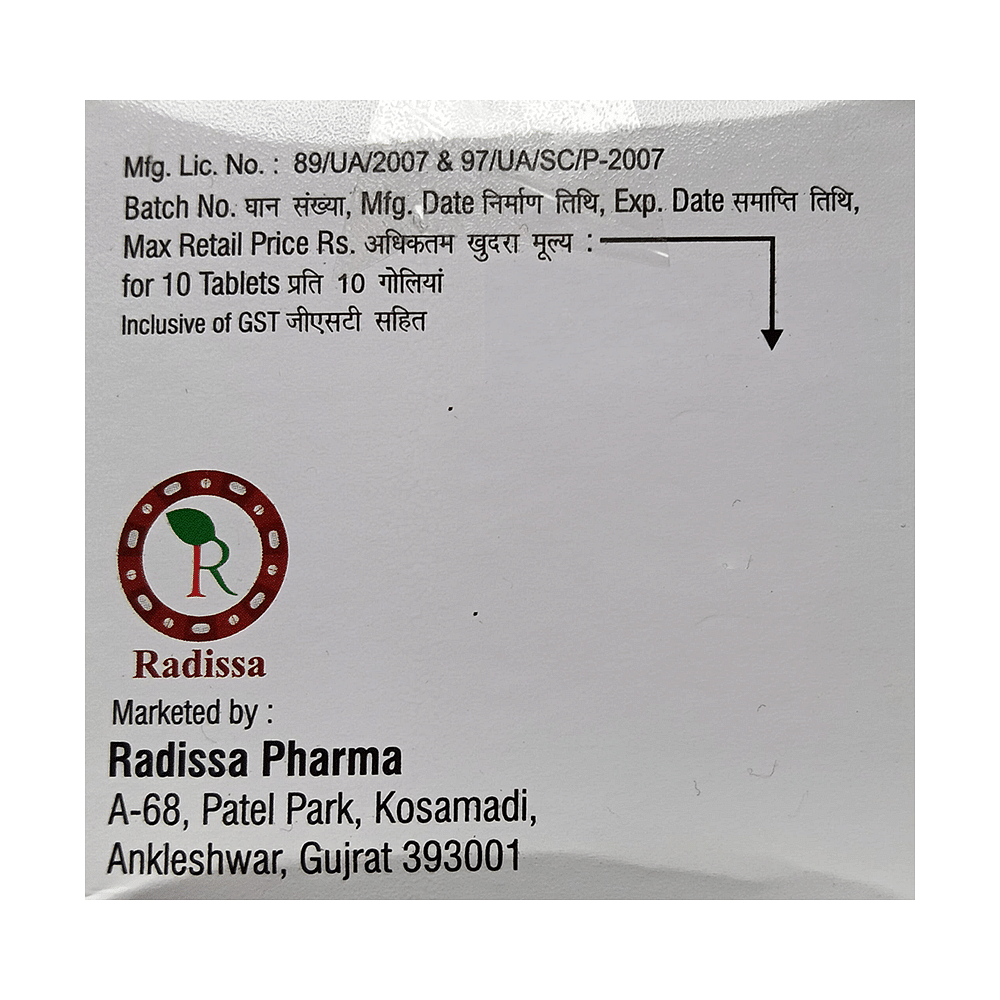 Mfg. Lic. No. : 89/UA/2007 & 97/UA/SC/P-2007
Batch No. घान संख्या, Mfg. Date निर्माण तिथि, Exp. Date समाप्ति तिथि,
Max Retail Price Rs. अधिकतम खुदरा मूल्य :
for 10 Tablets प्रति 10 गोलियां
Inclusive of GST जीएसटी सहित
R
Radissa
Marketed by :
Radissa Pharma
A-68, Patel Park, Kosamadi,
Ankleshwar, Gujrat 393001